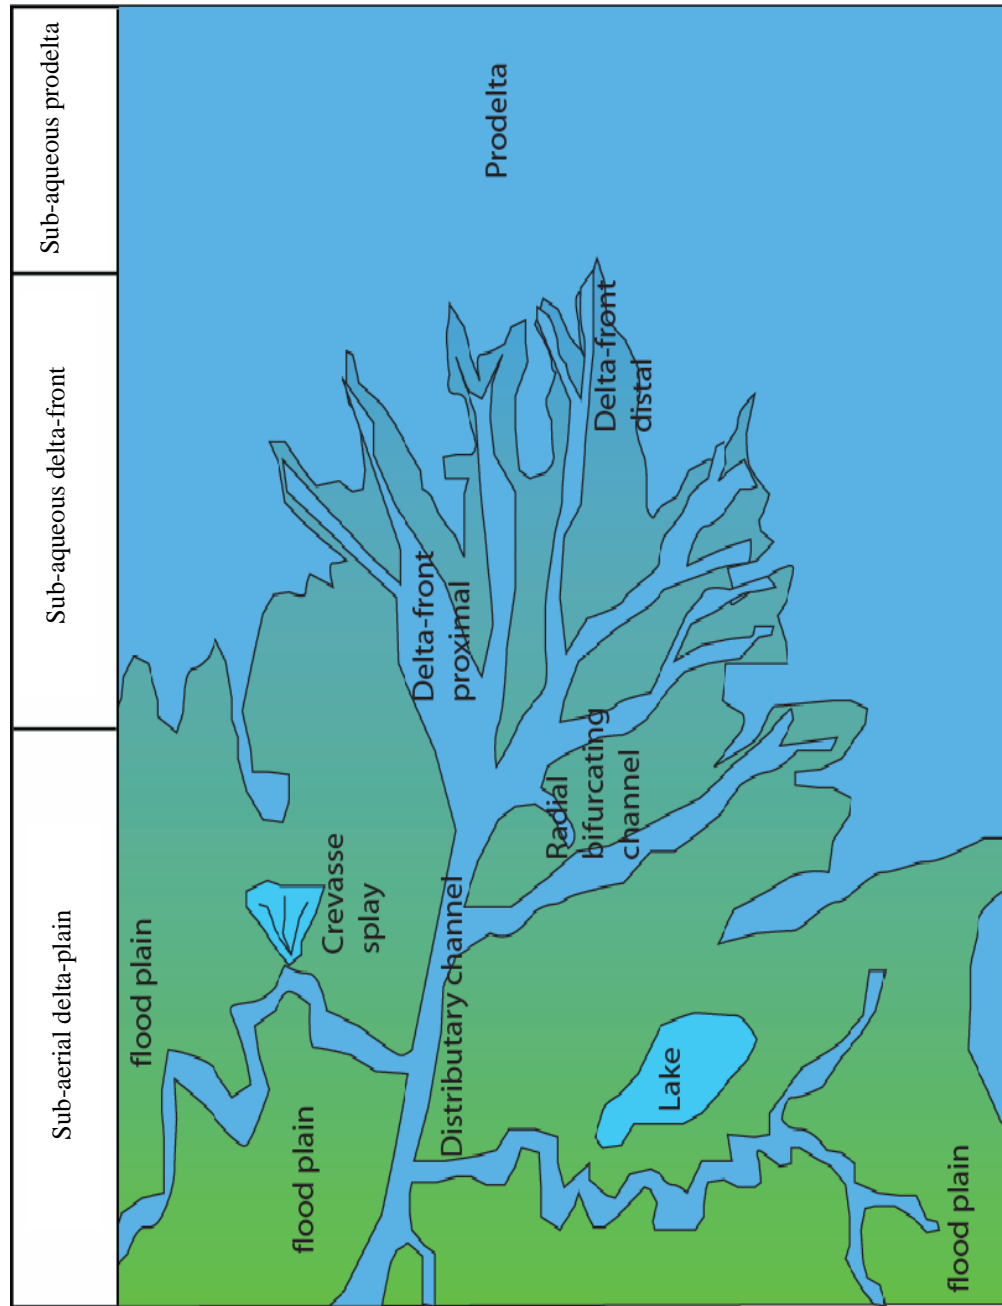 Sub-aerial delta-plain
Sub-aqueous delta-front
Sub-aqueous prodelta
flood plain
flood plain
Crevasse
splay
Distributary channel
Delta-front
proximal
Prodelta
Radial
bifurcating
channel
Delta-front
distal
Lake
flood plain